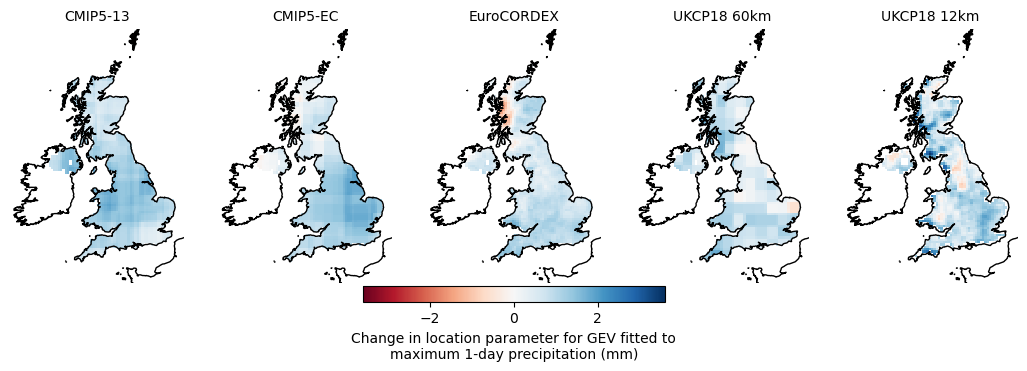 CMIP5-13 CMIP5-EC EuroCORDEX UKCP18 60km UKCP18 12km
−2 0 2
Change in location parameter for GEV fitted to
maximum 1-day precipitation (mm)